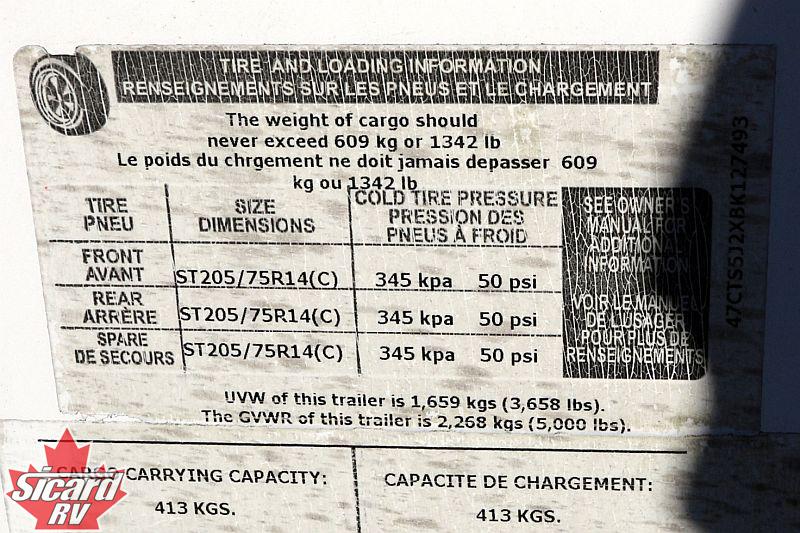 TIRE AND LOADING INFORMATION
RENSEIGNEMENTS SUR LES PNEUS ET LE CHARGEMENT
The weight of cargo should
never exceed 609 kg or 1342 lb
Le poids du chrgement ne doit jamais depasser 609
kg ou 1342 lb
TIRE
PNEU
SIZE
DIMENSIONS
COLD TIRE PRESSURE
PRESSION DES
PNEUS À FROID
FRONT
AVANT
ST205/75R14(C)
345 kpa 50 psi
REAR
ARRÈRE
ST205/75R14(C)
345 kpa 50 psi
SPARE
DE SECOURS
ST205/75R14(C)
345 kpa 50 psi
SEE OWNER'S
MANUAL FOR
ADDITIONAL
INFORMATION
VOIR LE MANUEL
DE L'USAGER
POUR PLUS DE
RENSEIGNEMENTS
47CTS5J2XBK127493
UVW of this trailer is 1,659 kgs (3,658 lbs).
The GVWR of this trailer is 2,268 kgs (5,000 lbs).
CARGO CARRYING CAPACITY:
413 KGS.
CAPACITE DE CHARGEMENT:
413 KGS.
Sicard
RV